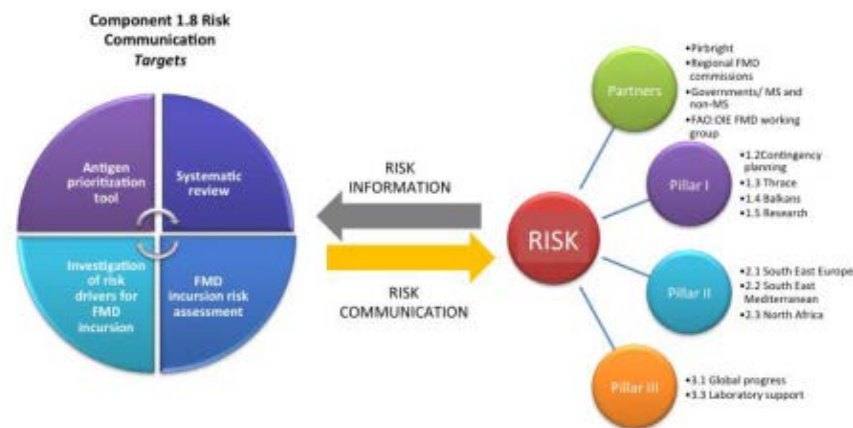 Component 1.8 Risk
Communication
Targets
Antigen
prioritization
tool
Systematic
review
Investigation
of risk
drivers for
FMD
incursion
FMD
incursion risk
assessment
RISK
INFORMATION
RISK
COMMUNICATION
RISK
Partners
•Pirbright
•Regional FMD
commissions
•Governments/ MS and
non-MS
•FAO:OIE FMD working
group
Pillar I
•1.2Contingency
planning
•1.3 Thrace
•1.4 Balkans
•1.5 Research
Pillar II
•2.1 South East Europe
•2.2 South East
Mediterranean
•2.3 North Africa
Pillar III
•3.1 Global progress
•3.3 Laboratory support